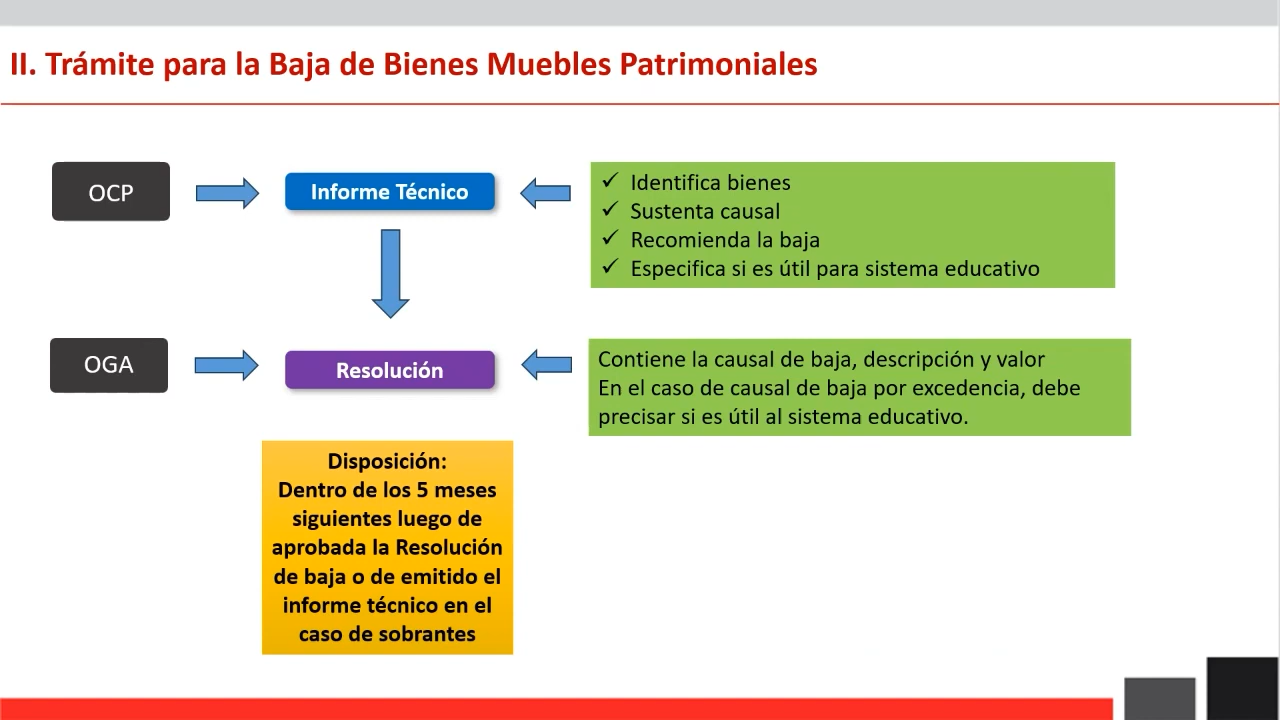 II. Trámite para la Baja de Bienes Muebles Patrimoniales
OCP
Informe Técnico
✓ Identifica bienes
✓ Sustenta causal
✓ Recomienda la baja
✓ Especifica si es útil para sistema educativo
OGA
Resolución
Contiene la causal de baja, descripción y valor
En el caso de causal de baja por excedencia, debe
precisar si es útil al sistema educativo.
Disposición:
Dentro de los 5 meses
siguientes luego de
aprobada la Resolución
de baja o de emitido el
informe técnico en el
caso de sobrantes